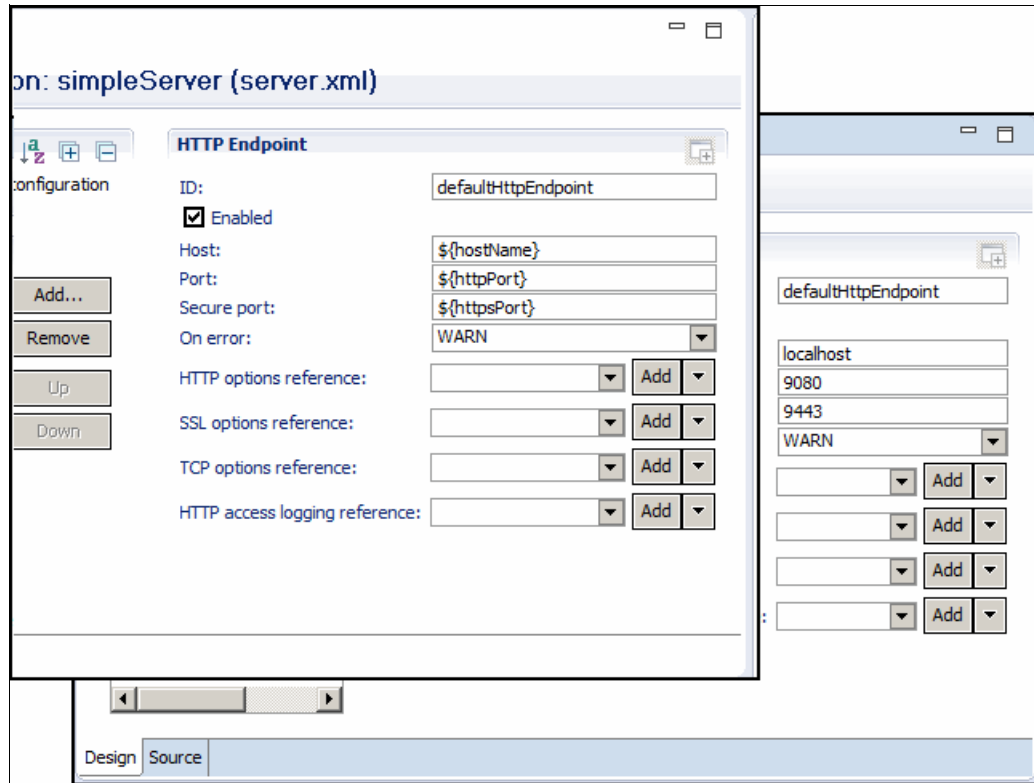 on: simpleServer (server.xml)
HTTP Endpoint
configuration
ID: defaultHttpEndpoint
Enabled
Host: ${hostName}
Port: ${httpPort}
Secure port: ${httpsPort}
On error: WARN
HTTP options reference: Add
SSL options reference: Add
TCP options reference: Add
HTTP access logging reference: Add
Add...
Remove
Up
Down
defaultHttpEndpoint
localhost
9080
9443
WARN
Add
Add
Add
: Add
Design Source